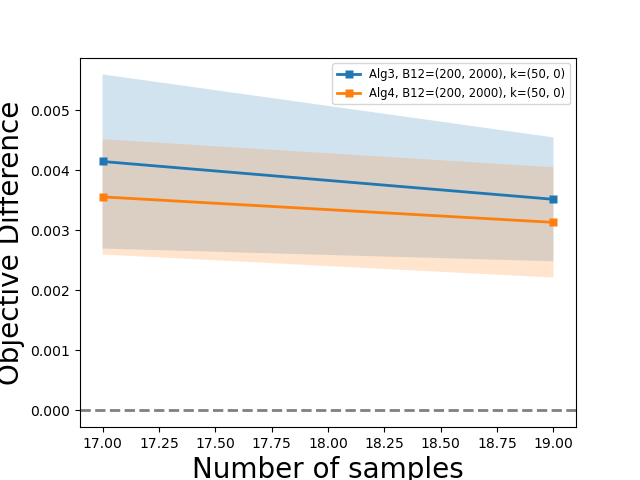 Alg3, B12=(200, 2000), k=(50, 0)
Alg4, B12=(200, 2000), k=(50, 0)
Objective Difference
0.005
0.004
0.003
0.002
0.001
0.000
17.00 17.25 17.50 17.75 18.00 18.25 18.50 18.75 19.00
Number of samples